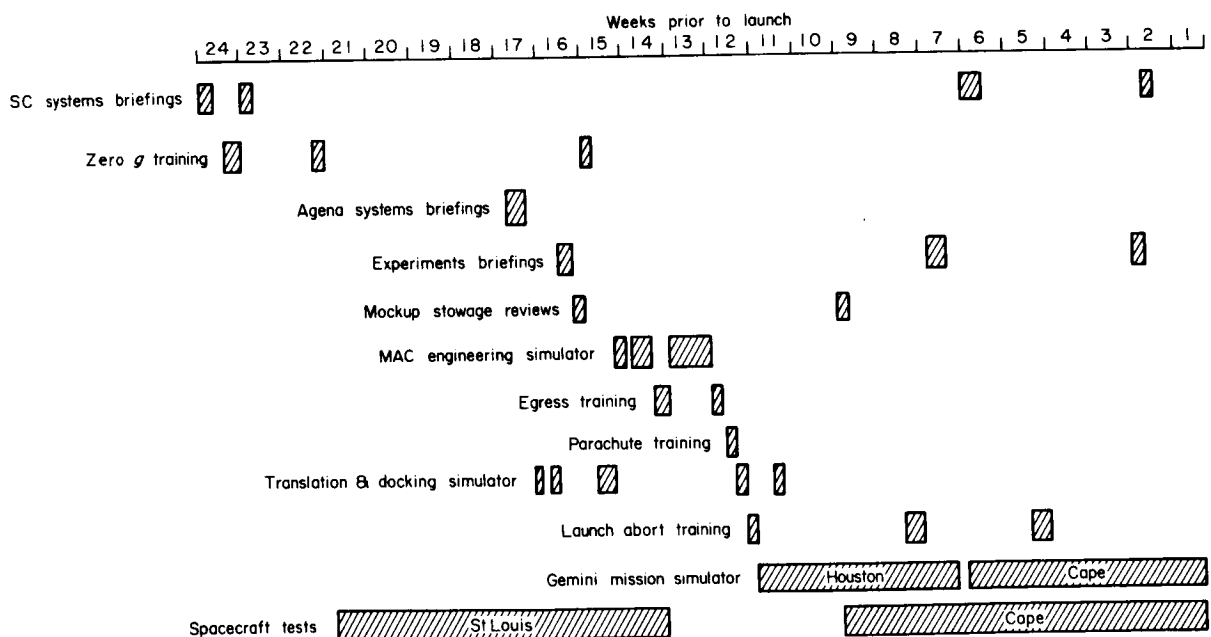 Weeks prior to launch
24 23 22 21 20 19 18 17 16 15 14 13 12 11 10 9 8 7 6 5 4 3 2 1
SC systems briefings
Zero g training
Agena systems briefings
Experiments briefings
Mockup stowage reviews
MAC engineering simulator
Egress training
Parachute training
Translation & docking simulator
Launch abort training
Gemini mission simulator Houston Cape
Spacecraft tests St Louis Cape